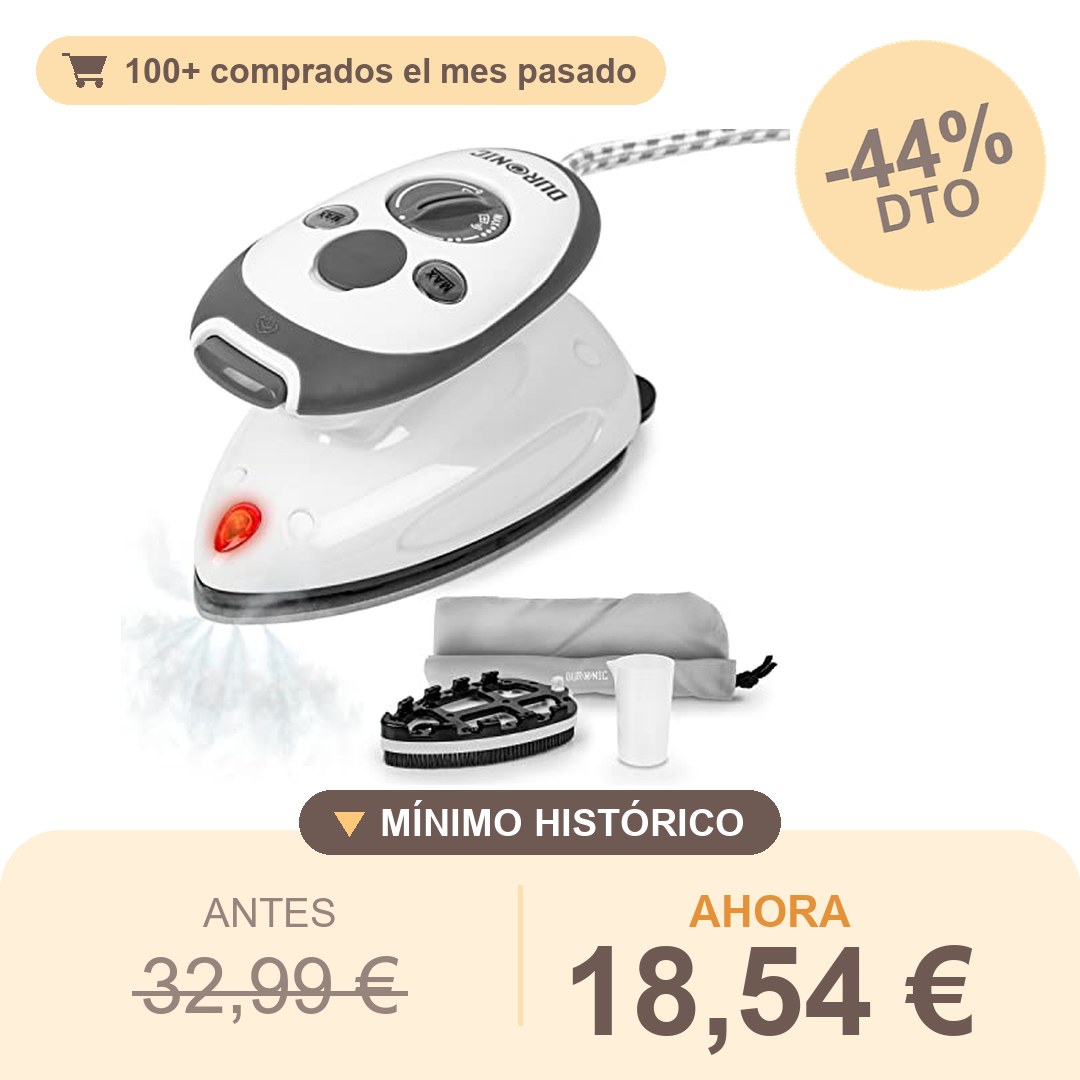 100+ comprados el mes pasado
-44%
DTO
DURONIC
MAX
MAX
DURONIC
MÍNIMO HISTÓRICO
ANTES
32,99 €
AHORA
18,54 €